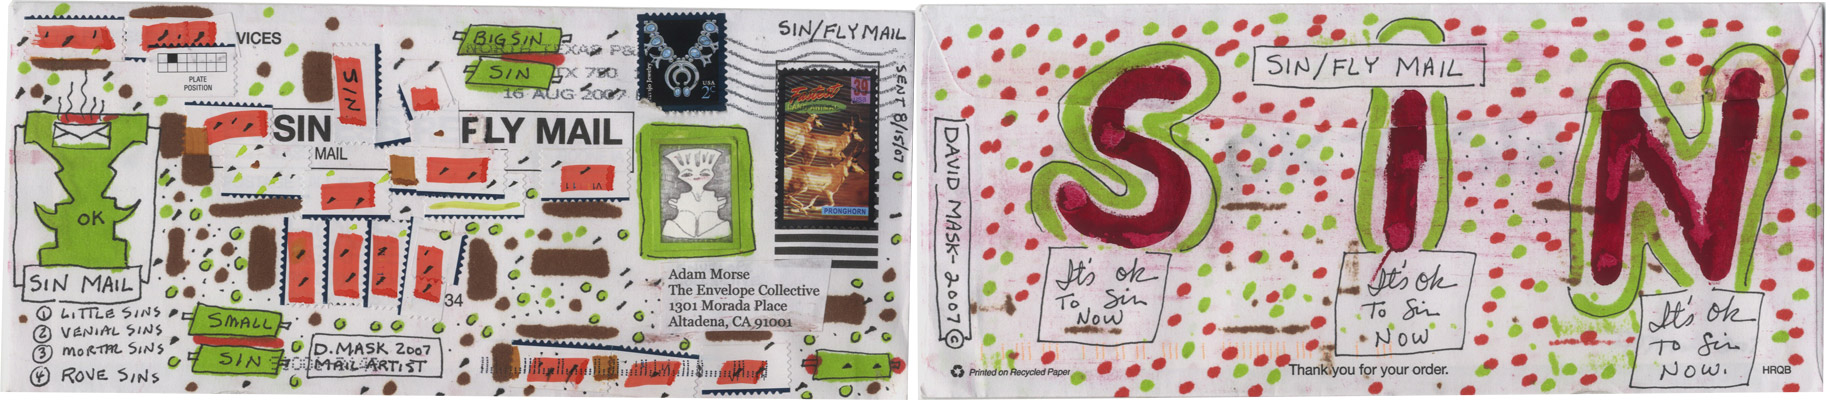 VICES
PLATE
POSITION
BIG SIN
NORTH TEXAS P&
SIN
TX 750
16 AUG 2007
USA
2¢
SIN/FLY MAIL
SENT 8/15/07
39
PRONGHORN
SIN
SIN
FLY MAIL
MAIL
OK
34
SIN MAIL
① LITTLE SINS
② VENIAL SINS
③ MORTAL SINS
④ ROVE SINS
SMALL
SIN
D. MASK 2007
MAIL ARTIST
Adam Morse
The Envelope Collective
1301 Morada Place
Altadena, CA 91001
SIN/FLY MAIL
SIN
DAVID MASK- 2007 ©
It's ok
To Sin
NOW
It's ok
To Sin
NOW
It's ok
To Sin
NOW.
Printed on Recycled Paper
Thank you for your order.
HRQB